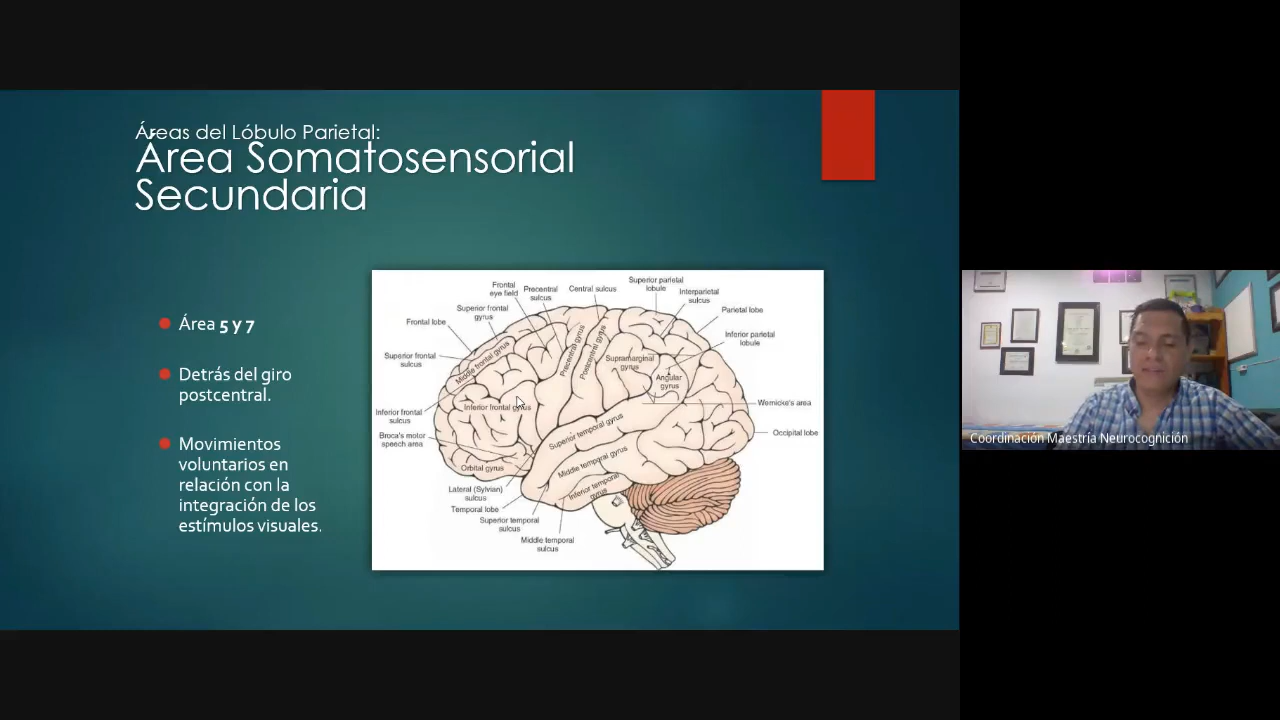 Áreas del Lóbulo Parietal:
Área Somatosensorial
Secundaria
Área 5 y 7
Detrás del giro
postcentral.
Movimientos
voluntarios en
relación con la
integración de los
estímulos visuales.
Frontal
eye field
Precentral
sulcus
Central sulcus
Superior parietal
lobule
Interparietal
sulcus
Superior frontal
gyrus
Parietal lobe
Frontal lobe
Inferior parietal
lobule
Superior frontal
sulcus
Middle frontal gyrus
Precentral gyrus
Postcentral gyrus
Supramarginal
gyrus
Angular
gyrus
Inferior frontal gyrus
Inferior frontal
sulcus
Wernicke's area
Broca's motor
speech area
Superior temporal gyrus
Occipital lobe
Orbital gyrus
Middle temporal gyrus
Inferior temporal
gyrus
Lateral (Sylvian)
sulcus
Temporal lobe
Superior temporal
sulcus
Middle temporal
sulcus
Coordinación Maestría Neurocognición